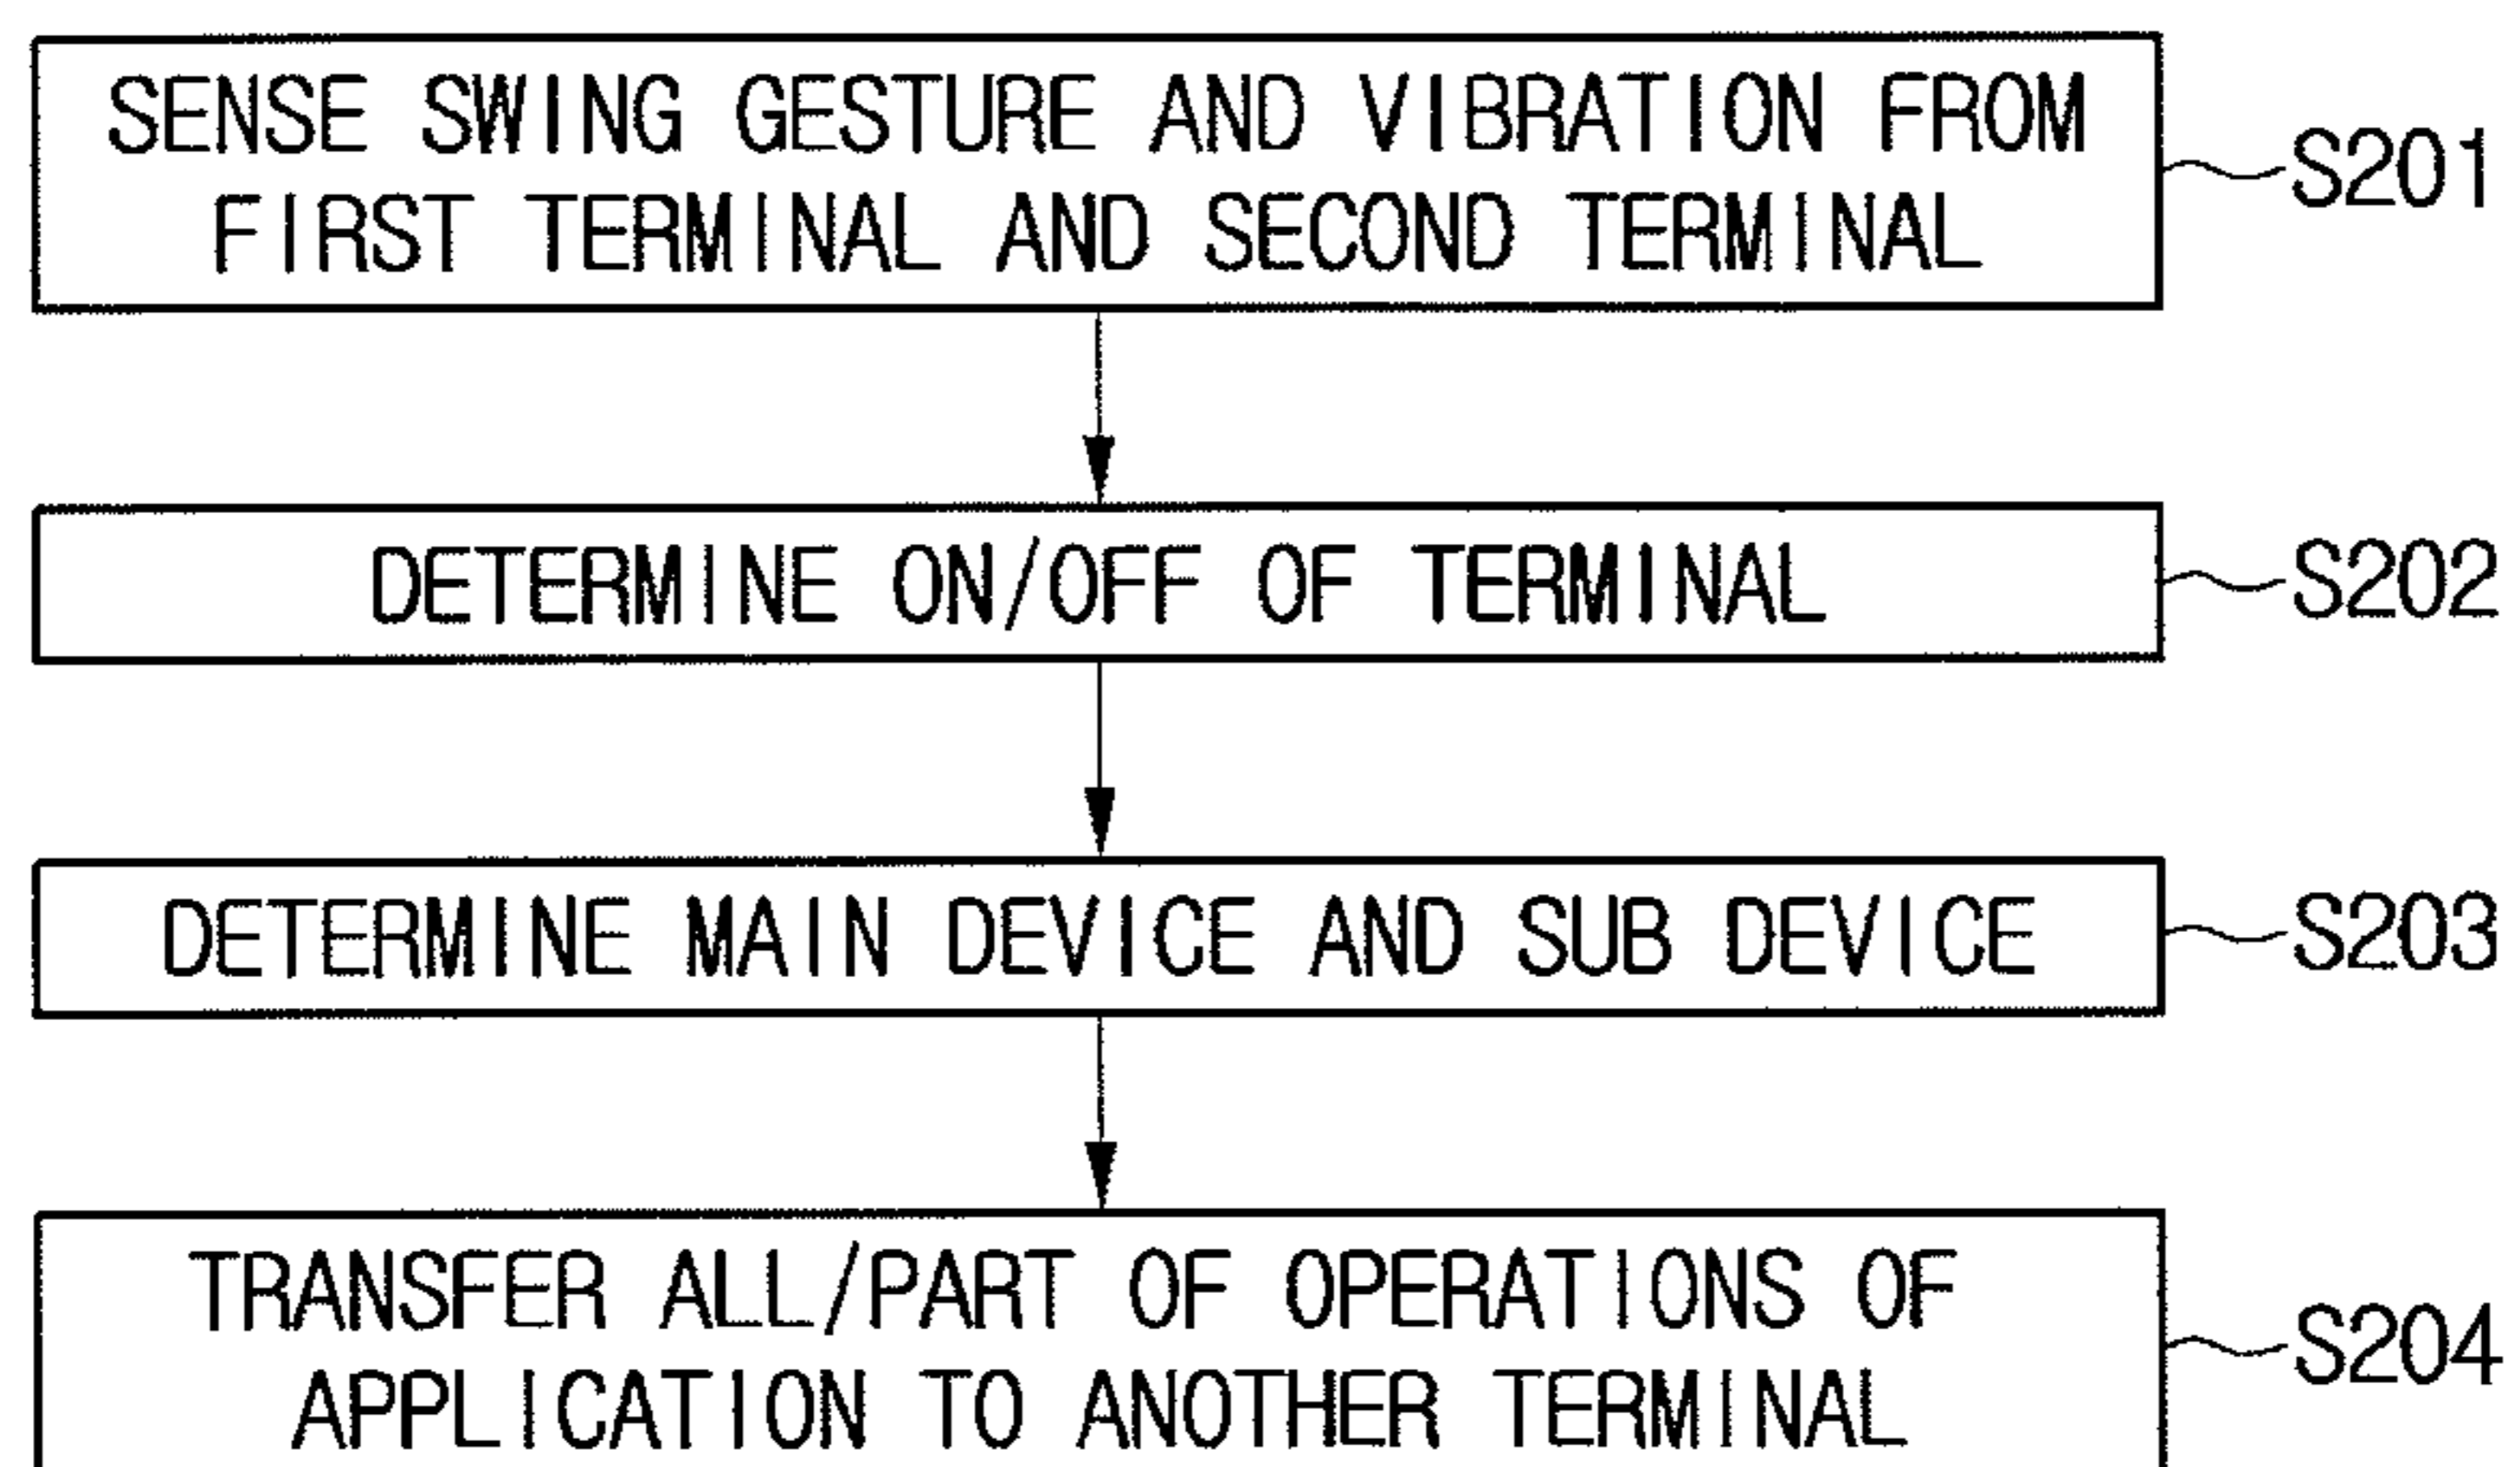 SENSE SWING GESTURE AND VIBRATION FROM
FIRST TERMINAL AND SECOND TERMINAL
S201
DETERMINE ON/OFF OF TERMINAL
S202
DETERMINE MAIN DEVICE AND SUB DEVICE
S203
TRANSFER ALL/PART OF OPERATIONS OF
APPLICATION TO ANOTHER TERMINAL
S204